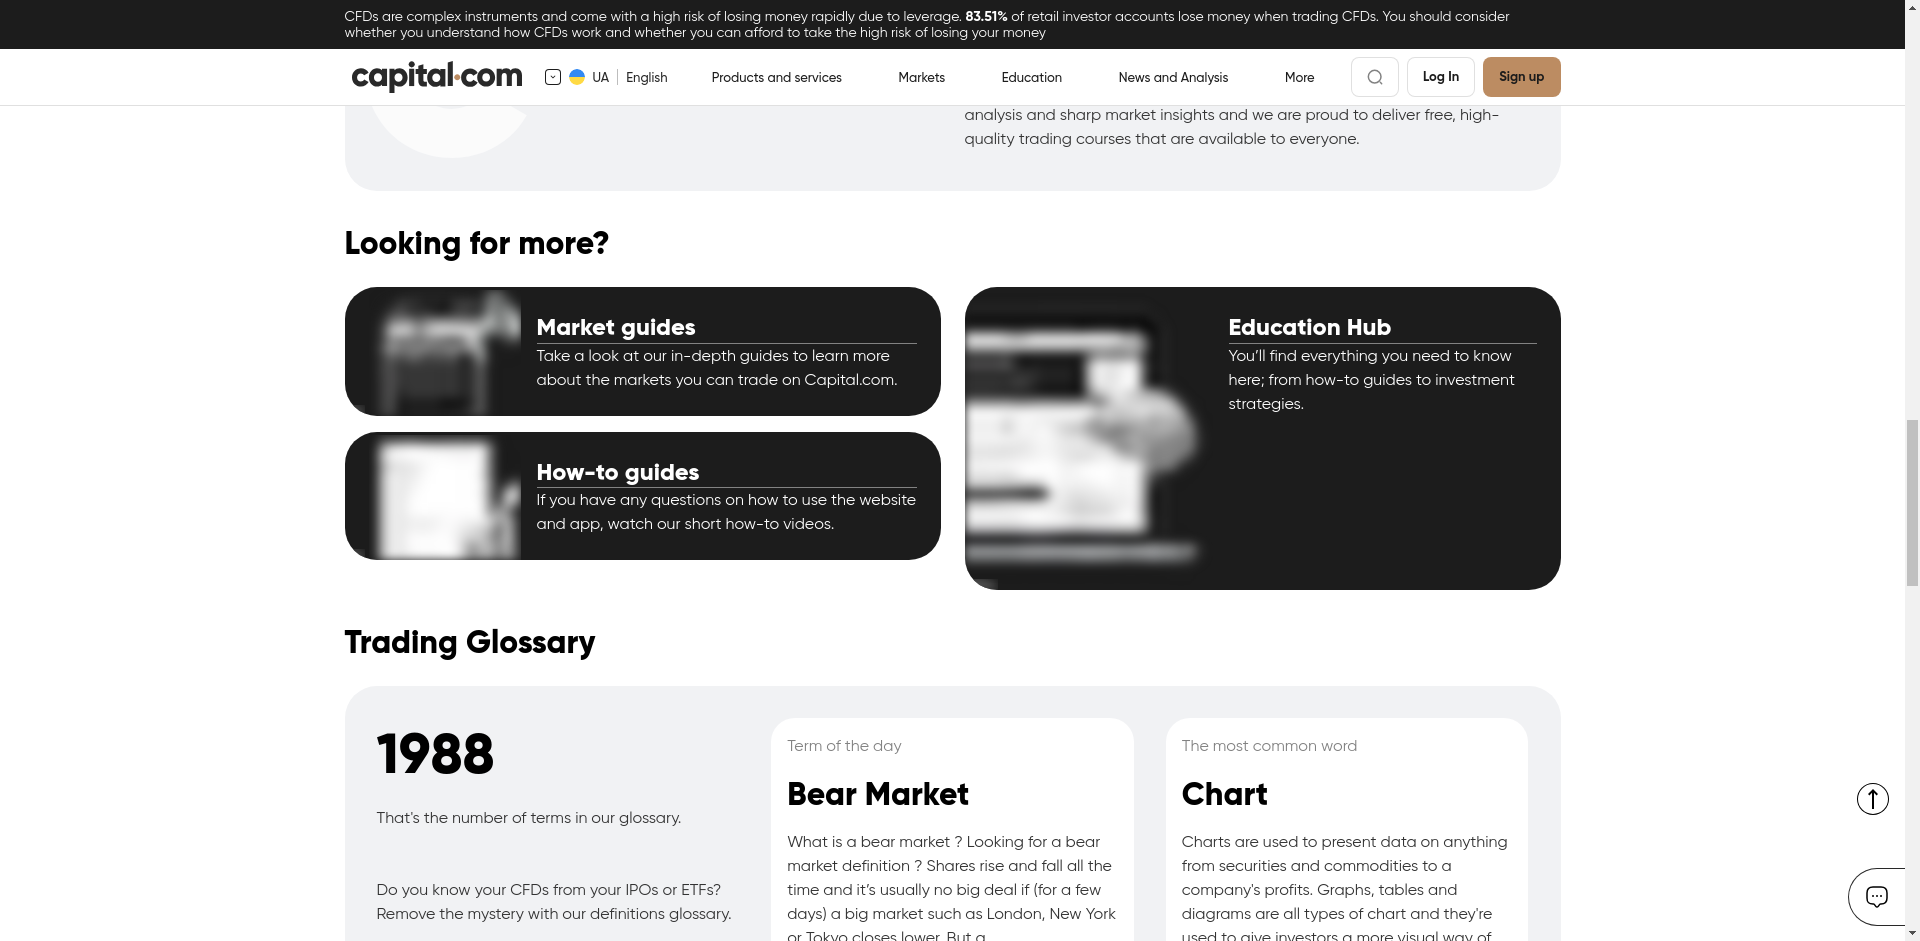 CFDs are complex instruments and come with a high risk of losing money rapidly due to leverage. 83.51% of retail investor accounts lose money when trading CFDs. You should consider
whether you understand how CFDs work and whether you can afford to take the high risk of losing your money
capital.com
UA
English
Products and services
Markets
Education
News and Analysis
More
Log In
Sign up
analysis and sharp market insights and we are proud to deliver free, high-
quality trading courses that are available to everyone.
Looking for more?
Market guides
Take a look at our in-depth guides to learn more
about the markets you can trade on Capital.com.
How-to guides
If you have any questions on how to use the website
and app, watch our short how-to videos.
Education Hub
You’ll find everything you need to know
here; from how-to guides to investment
strategies.
Trading Glossary
1988
That's the number of terms in our glossary.
Do you know your CFDs from your IPOs or ETFs?
Remove the mystery with our definitions glossary.
Term of the day
Bear Market
What is a bear market ? Looking for a bear
market definition ? Shares rise and fall all the
time and it’s usually no big deal if (for a few
days) a big market such as London, New York
or Tokyo closes lower. But a
The most common word
Chart
Charts are used to present data on anything
from securities and commodities to a
company's profits. Graphs, tables and
diagrams are all types of chart and they're
used to give investors a more visual way of